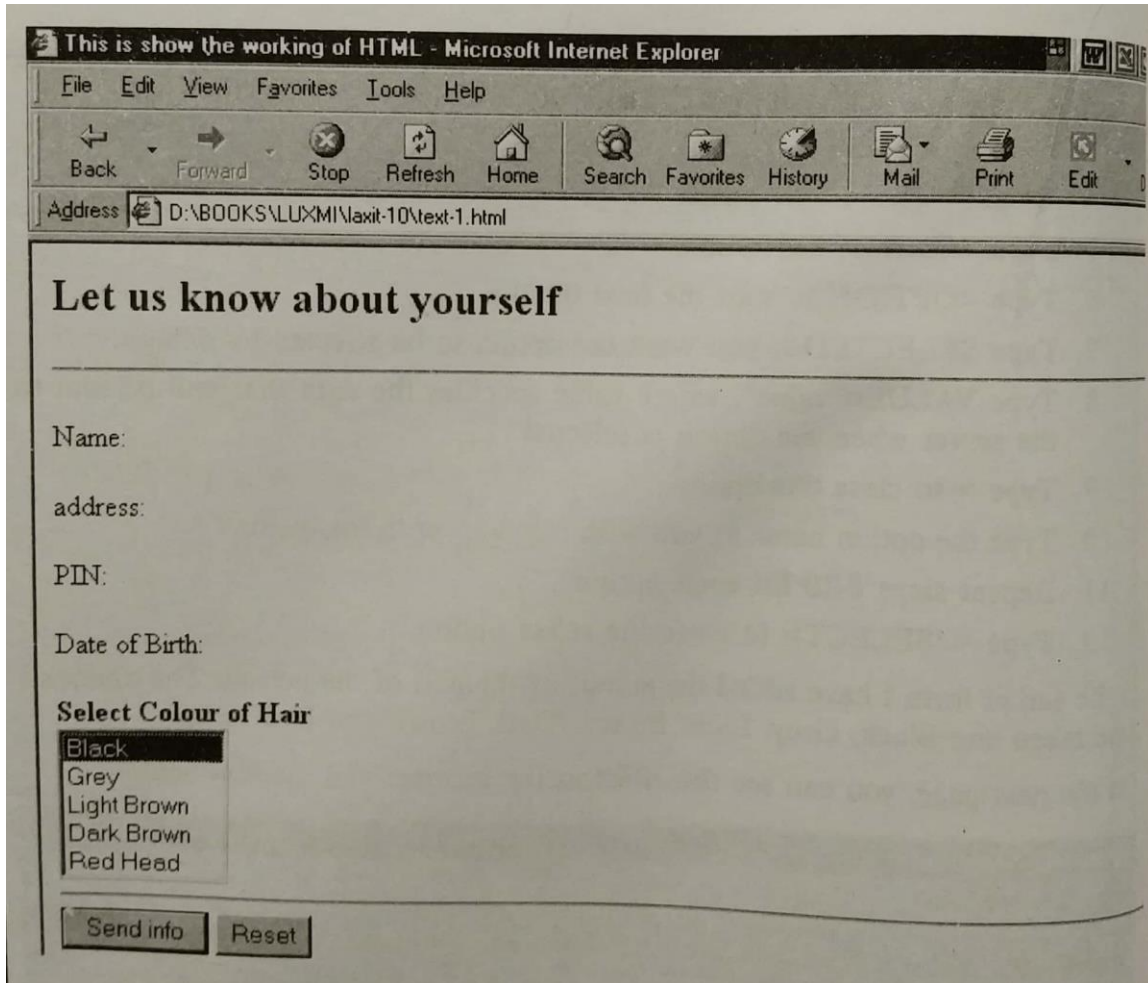 This is show the working of HTML - Microsoft Internet Explorer
File Edit View Favorites Tools Help
Back Forward Stop Refresh Home Search Favorites History Mail Print Edit
Address D:\BOOKS\LUXMI\laxit-10\text-1.html
Let us know about yourself
Name:
address:
PIN:
Date of Birth:
Select Colour of Hair
Black
Grey
Light Brown
Dark Brown
Red Head
Send info Reset